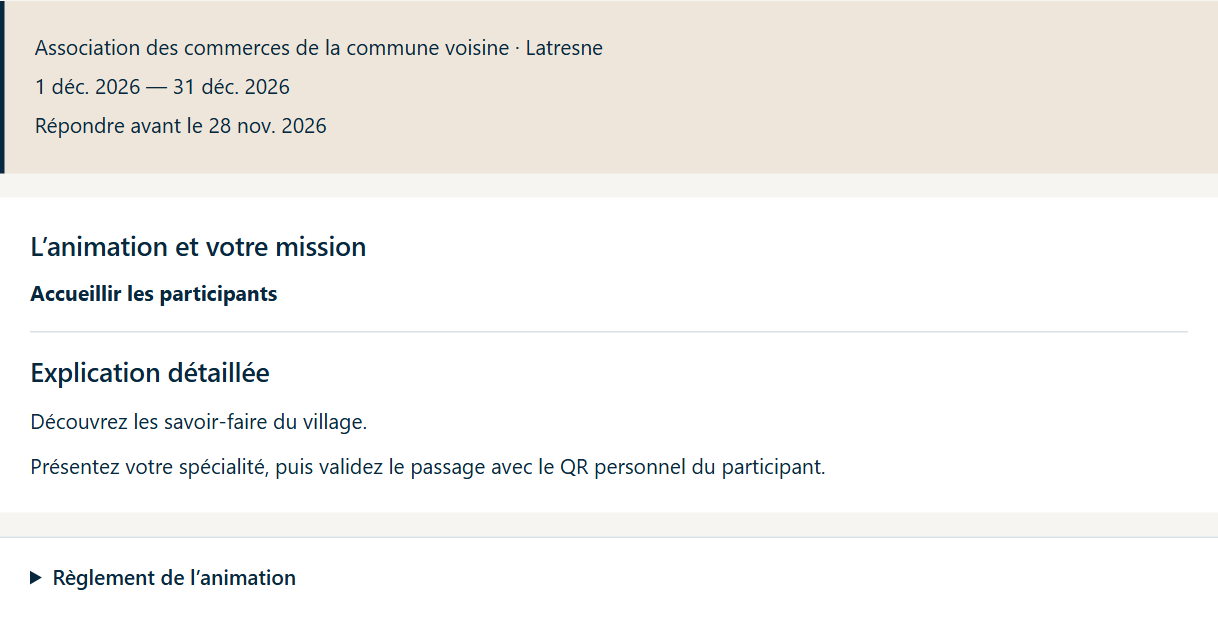 Association des commerces de la commune voisine · Latresne
1 déc. 2026 — 31 déc. 2026
Répondre avant le 28 nov. 2026
L’animation et votre mission
Accueillir les participants
Explication détaillée
Découvrez les savoir-faire du village.
Présentez votre spécialité, puis validez le passage avec le QR personnel du participant.
Règlement de l’animation